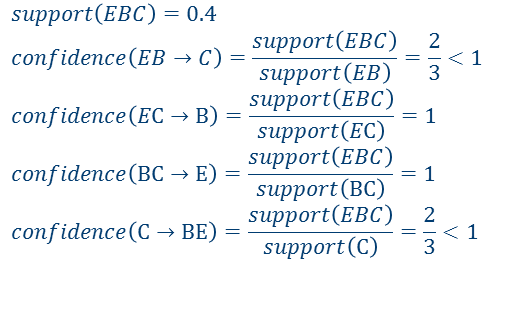 support(EBC) = 0.4
confidence(EB → C) = support(EBC) / support(EB) = 2/3 < 1
confidence(EC → B) = support(EBC) / support(EC) = 1
confidence(BC → E) = support(EBC) / support(BC) = 1
confidence(C → BE) = support(EBC) / support(C) = 2/3 < 1